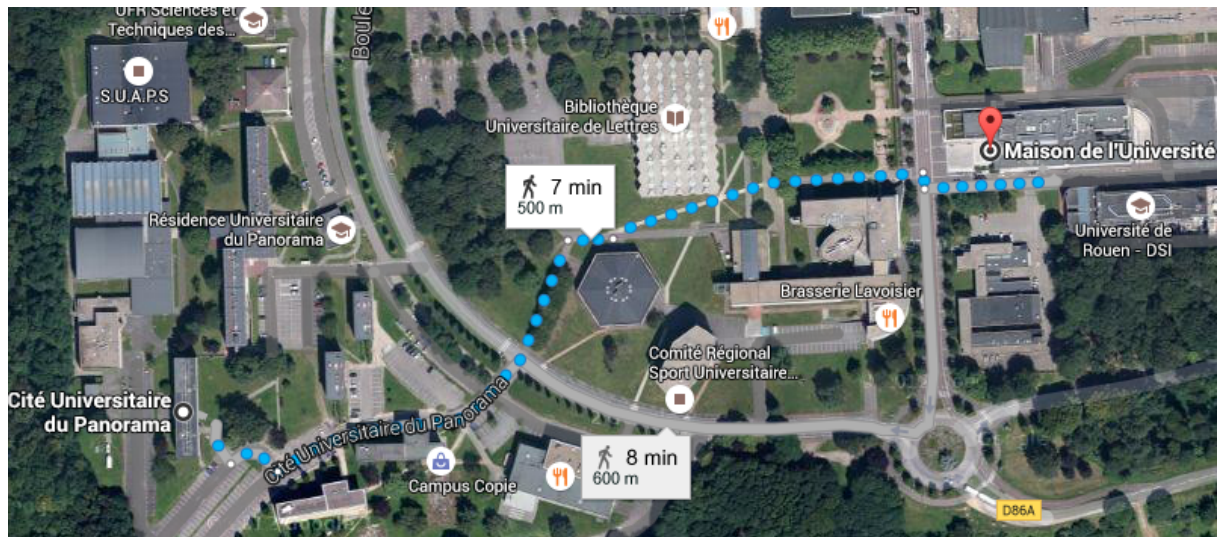 UFR Sciences et
Techniques des...
S.U.A.P.S
Boule
Bibliothèque
Universitaire de Lettres
Maison de l'Université
7 min
500 m
Résidence Universitaire
du Panorama
Université de
Rouen - DSI
Brasserie Lavoisier
Comité Régional
Sport Universitaire...
Cité Universitaire
du Panorama
Cité Universitaire du Panorama
8 min
600 m
Campus Copie
D86A